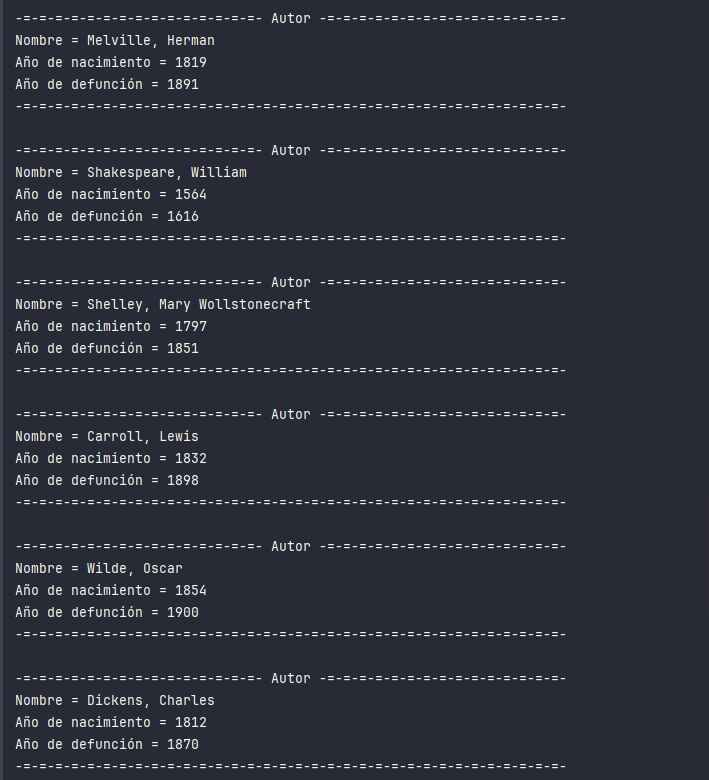 -=-=-=-=-=-=-=-=-=-=-=-=-=-=-=- Autor -=-=-=-=-=-=-=-=-=-=-=-=-=-=-=-
Nombre = Melville, Herman
Año de nacimiento = 1819
Año de defunción = 1891
-=-=-=-=-=-=-=-=-=-=-=-=-=-=-=-=-=-=-=-=-=-=-=-=-=-=-=-=-=-=-=-=-=-=-

-=-=-=-=-=-=-=-=-=-=-=-=-=-=-=- Autor -=-=-=-=-=-=-=-=-=-=-=-=-=-=-=-
Nombre = Shakespeare, William
Año de nacimiento = 1564
Año de defunción = 1616
-=-=-=-=-=-=-=-=-=-=-=-=-=-=-=-=-=-=-=-=-=-=-=-=-=-=-=-=-=-=-=-=-=-=-

-=-=-=-=-=-=-=-=-=-=-=-=-=-=-=- Autor -=-=-=-=-=-=-=-=-=-=-=-=-=-=-=-
Nombre = Shelley, Mary Wollstonecraft
Año de nacimiento = 1797
Año de defunción = 1851
-=-=-=-=-=-=-=-=-=-=-=-=-=-=-=-=-=-=-=-=-=-=-=-=-=-=-=-=-=-=-=-=-=-=-

-=-=-=-=-=-=-=-=-=-=-=-=-=-=-=- Autor -=-=-=-=-=-=-=-=-=-=-=-=-=-=-=-
Nombre = Carroll, Lewis
Año de nacimiento = 1832
Año de defunción = 1898
-=-=-=-=-=-=-=-=-=-=-=-=-=-=-=-=-=-=-=-=-=-=-=-=-=-=-=-=-=-=-=-=-=-=-

-=-=-=-=-=-=-=-=-=-=-=-=-=-=-=- Autor -=-=-=-=-=-=-=-=-=-=-=-=-=-=-=-
Nombre = Wilde, Oscar
Año de nacimiento = 1854
Año de defunción = 1900
-=-=-=-=-=-=-=-=-=-=-=-=-=-=-=-=-=-=-=-=-=-=-=-=-=-=-=-=-=-=-=-=-=-=-

-=-=-=-=-=-=-=-=-=-=-=-=-=-=-=- Autor -=-=-=-=-=-=-=-=-=-=-=-=-=-=-=-
Nombre = Dickens, Charles
Año de nacimiento = 1812
Año de defunción = 1870
-=-=-=-=-=-=-=-=-=-=-=-=-=-=-=-=-=-=-=-=-=-=-=-=-=-=-=-=-=-=-=-=-=-=-